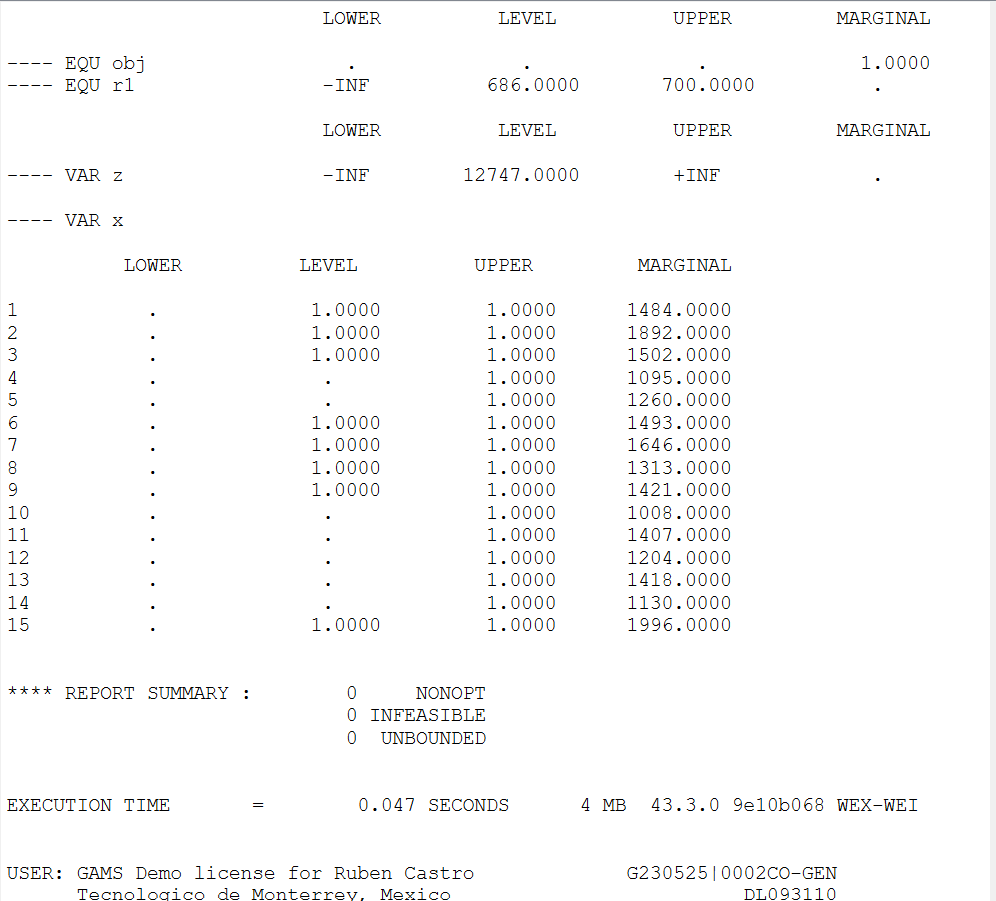 LOWER LEVEL UPPER MARGINAL
---- EQU obj . . . 1.0000
---- EQU r1 -INF 686.0000 700.0000 .
LOWER LEVEL UPPER MARGINAL
---- VAR z -INF 12747.0000 +INF .
---- VAR x
LOWER LEVEL UPPER MARGINAL
1 . 1.0000 1.0000 1484.0000
2 . 1.0000 1.0000 1892.0000
3 . 1.0000 1.0000 1502.0000
4 . . 1.0000 1095.0000
5 . . 1.0000 1260.0000
6 . 1.0000 1.0000 1493.0000
7 . 1.0000 1.0000 1646.0000
8 . 1.0000 1.0000 1313.0000
9 . 1.0000 1.0000 1421.0000
10 . . 1.0000 1008.0000
11 . . 1.0000 1407.0000
12 . . 1.0000 1204.0000
13 . . 1.0000 1418.0000
14 . . 1.0000 1130.0000
15 . 1.0000 1.0000 1996.0000
**** REPORT SUMMARY : 0 NONOPT
0 INFEASIBLE
0 UNBOUNDED
EXECUTION TIME = 0.047 SECONDS 4 MB 43.3.0 9e10b068 WEX-WEI
USER: GAMS Demo license for Ruben Castro G230525|0002CO-GEN
Tecnologico de Monterrey, Mexico DL093110